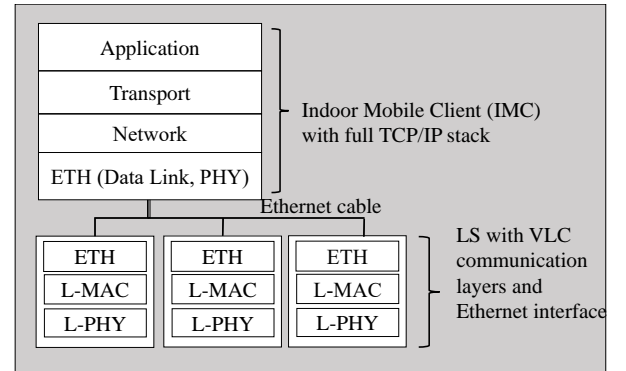 Application
Transport
Network
ETH (Data Link, PHY)
Indoor Mobile Client (IMC)
with full TCP/IP stack
Ethernet cable
ETH
L-MAC
L-PHY
ETH
L-MAC
L-PHY
ETH
L-MAC
L-PHY
LS with VLC
communication
layers and
Ethernet interface